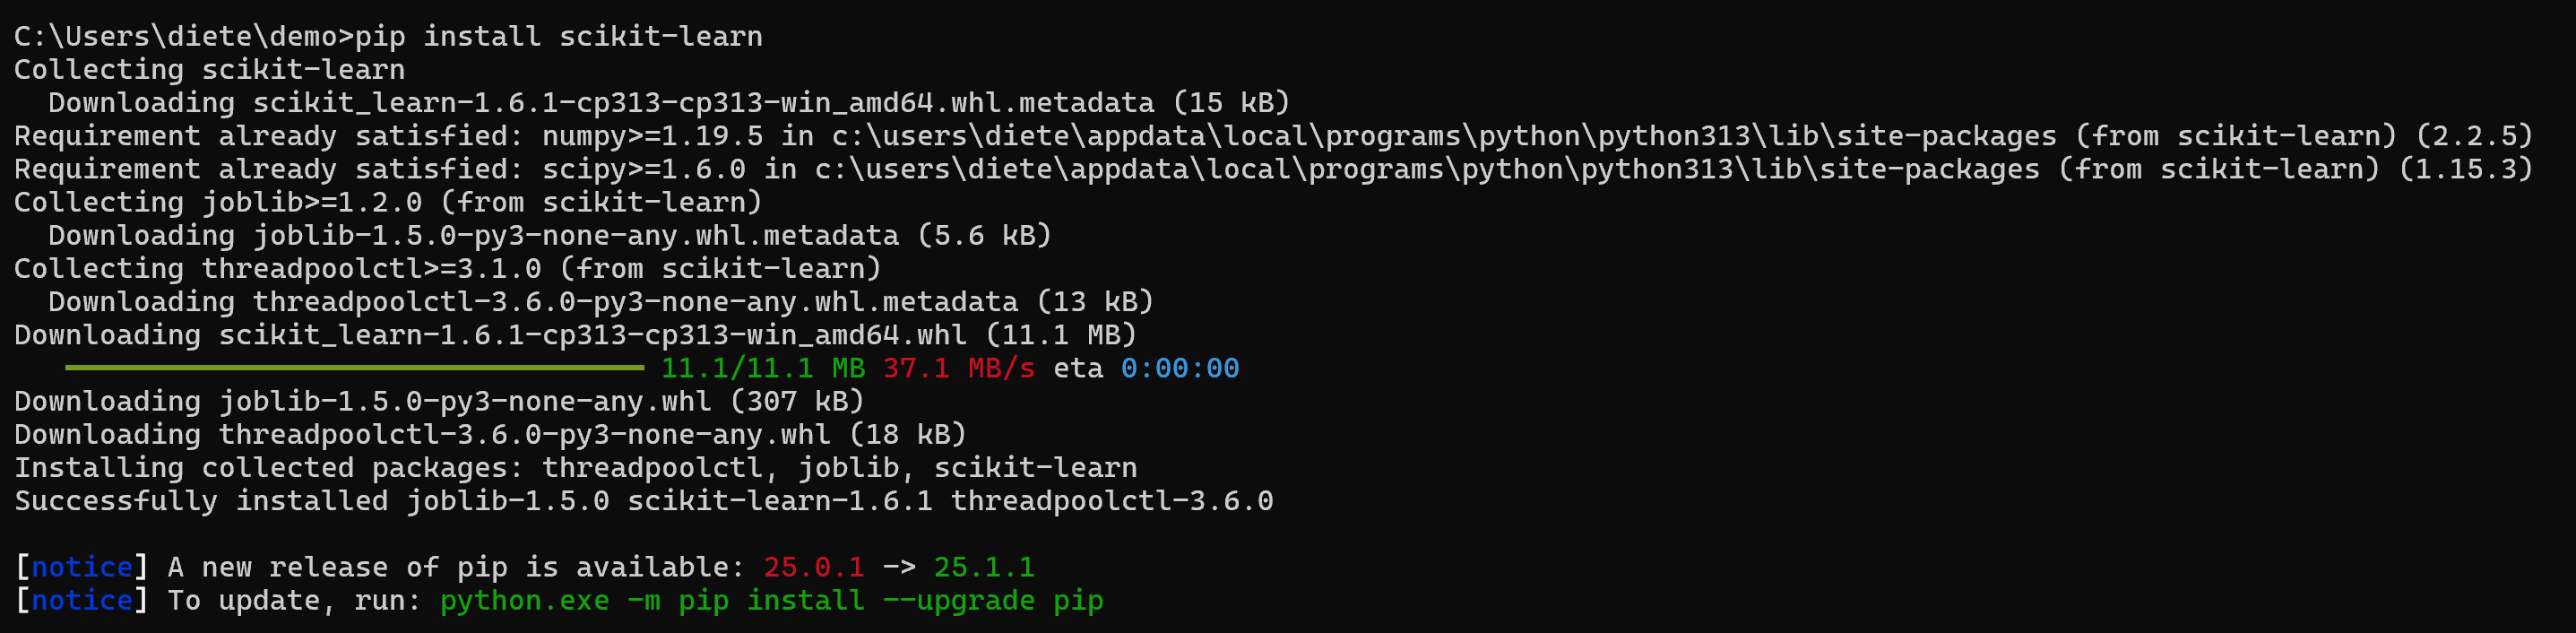 C:\Users\diete\demo>pip install scikit-learn
Collecting scikit-learn
  Downloading scikit_learn-1.6.1-cp313-cp313-win_amd64.whl.metadata (15 kB)
Requirement already satisfied: numpy>=1.19.5 in c:\users\diete\appdata\local\programs\python\python313\lib\site-packages (from scikit-learn) (2.2.5)
Requirement already satisfied: scipy>=1.6.0 in c:\users\diete\appdata\local\programs\python\python313\lib\site-packages (from scikit-learn) (1.15.3)
Collecting joblib>=1.2.0 (from scikit-learn)
  Downloading joblib-1.5.0-py3-none-any.whl.metadata (5.6 kB)
Collecting threadpoolctl>=3.1.0 (from scikit-learn)
  Downloading threadpoolctl-3.6.0-py3-none-any.whl.metadata (13 kB)
Downloading scikit_learn-1.6.1-cp313-cp313-win_amd64.whl (11.1 MB)
11.1/11.1 MB 37.1 MB/s eta 0:00:00
Downloading joblib-1.5.0-py3-none-any.whl (307 kB)
Downloading threadpoolctl-3.6.0-py3-none-any.whl (18 kB)
Installing collected packages: threadpoolctl, joblib, scikit-learn
Successfully installed joblib-1.5.0 scikit-learn-1.6.1 threadpoolctl-3.6.0
[notice] A new release of pip is available: 25.0.1 -> 25.1.1
[notice] To update, run: python.exe -m pip install --upgrade pip